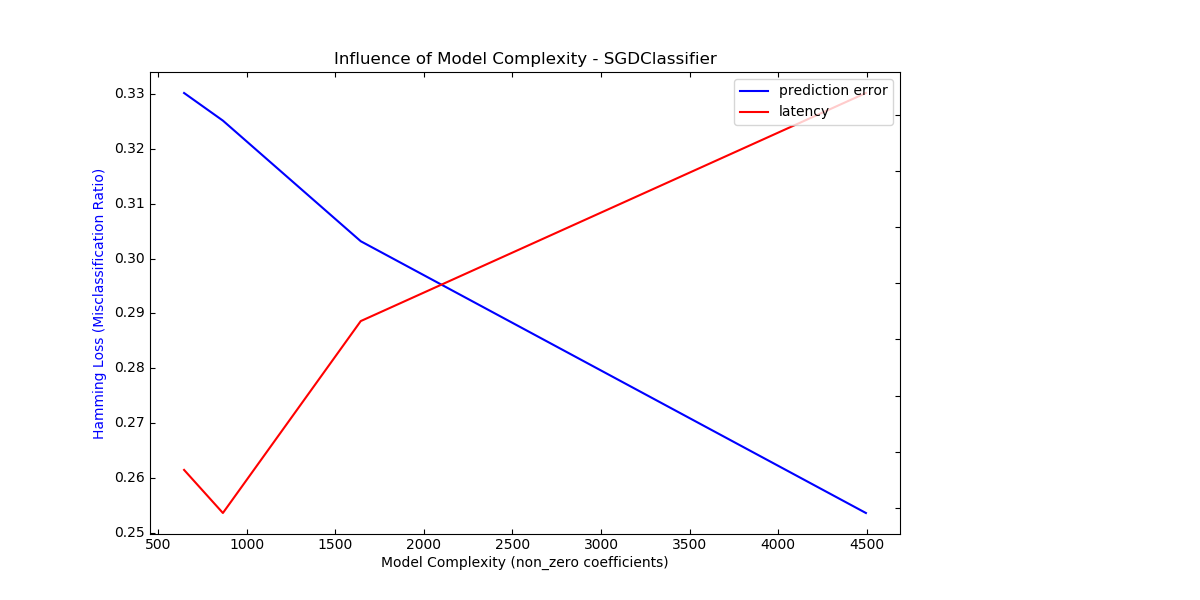 Influence of Model Complexity - SGDClassifier
prediction error
latency
0.33
0.32
0.31
0.30
0.29
0.28
0.27
0.26
0.25
Hamming Loss (Misclassification Ratio)
500 1000 1500 2000 2500 3000 3500 4000 4500
Model Complexity (non_zero coefficients)